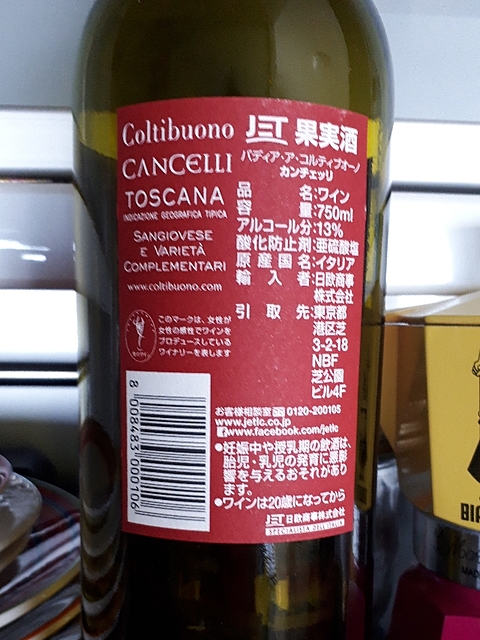 Coltibuono
CANCELLI
TOSCANA
INDICAZIONE GEOGRAFICA TIPICA
SANGIOVESE
E VARIETÀ
COMPLEMENTARI
www.coltibuono.com
このマークは、女性が
女性の感性でワインを
プロデュースしている
ワイナリーを表します
8 008483 000106
JET 果実酒
バディア・ア・コルティブオーノ
カンチェッリ
品名:ワイン
容量:750ml
アルコール分:13%
酸化防止剤:亜硫酸塩
原産国名:イタリア
輸入者:日欧商事
株式会社
引取先:東京都
港区芝
3-2-18
NBF
芝公園
ビル4F
お客様相談室 0120-200105
www.jetlc.co.jp
www.facebook.com/jetlc
●妊娠中や授乳期の飲酒は、
胎児・乳児の発育に悪影
響を与えるおそれがあり
ます。
●ワインは20歳になってから
JET 日欧商事株式会社
SPECIALISTA DELL'ITALIA
BIA